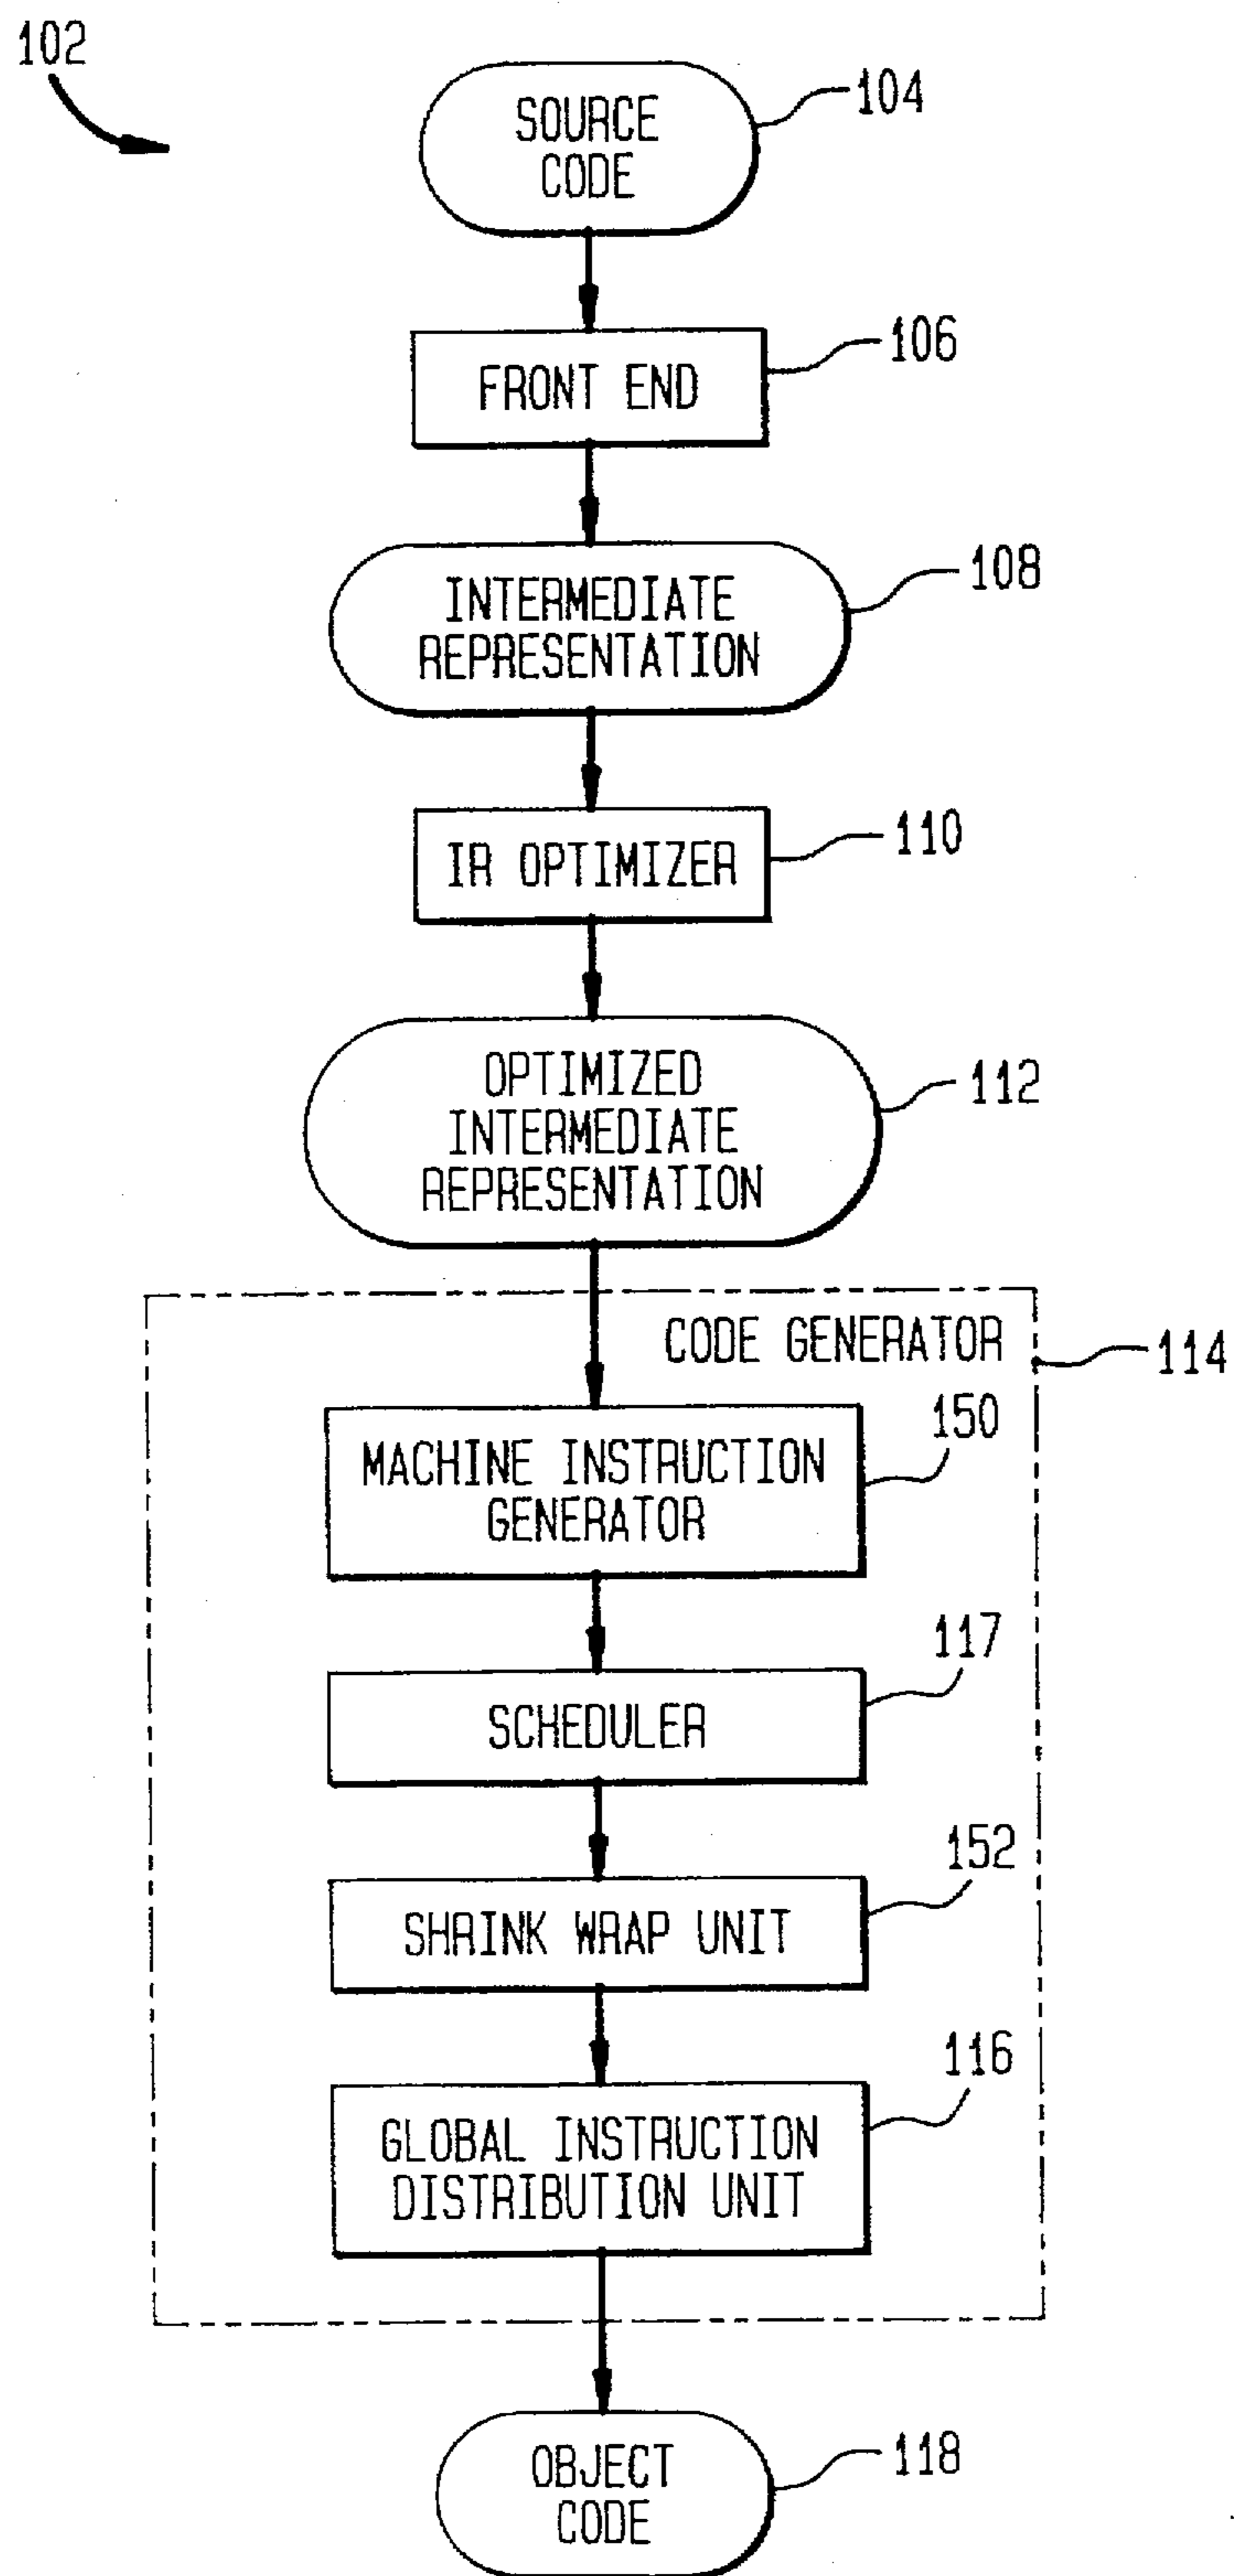 102
SOURCE
CODE
104
FRONT END
106
INTERMEDIATE
REPRESENTATION
108
IR OPTIMIZER
110
OPTIMIZED
INTERMEDIATE
REPRESENTATION
112
CODE GENERATOR
114
MACHINE INSTRUCTION
GENERATOR
150
SCHEDULER
117
SHRINK WRAP UNIT
152
GLOBAL INSTRUCTION
DISTRIBUTION UNIT
116
OBJECT
CODE
118